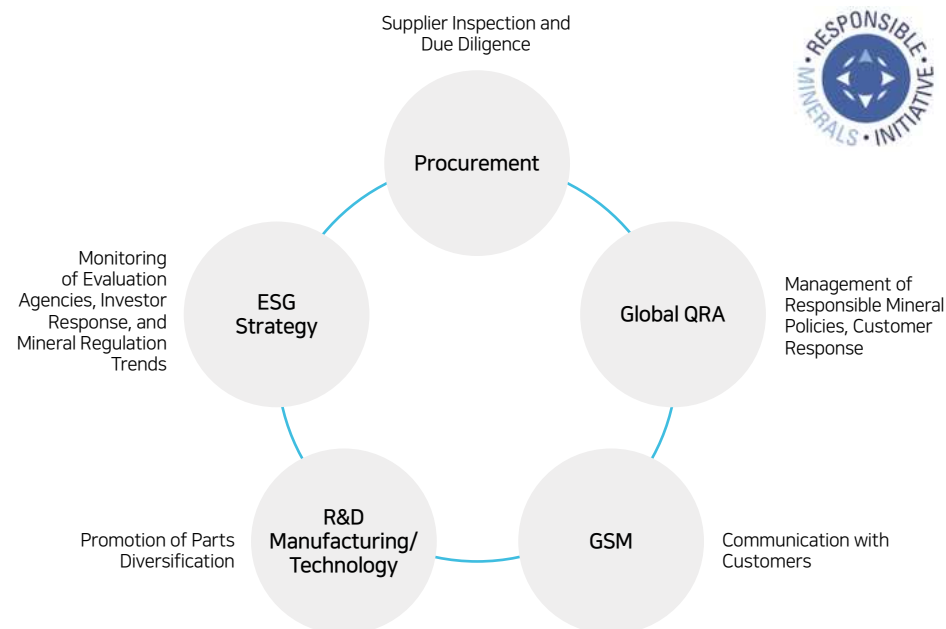 Supplier Inspection and
Due Diligence
RESPONSIBLE • MINERALS • INITIATIVE •
Procurement
Monitoring
of Evaluation
Agencies, Investor
Response, and
Mineral Regulation
Trends
ESG
Strategy
Global QRA
Management of
Responsible Mineral
Policies, Customer
Response
R&D
Manufacturing/
Technology
Promotion of Parts
Diversification
GSM
Communication with
Customers